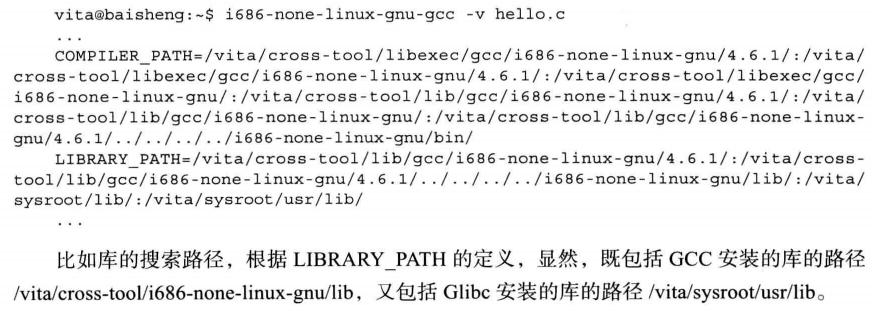 vita@baisheng:~$ i686-none-linux-gnu-gcc -v hello.c
...
COMPILER_PATH=/vita/cross-tool/libexec/gcc/i686-none-linux-gnu/4.6.1/:/vita/
cross-tool/libexec/gcc/i686-none-linux-gnu/4.6.1/:/vita/cross-tool/libexec/gcc/
i686-none-linux-gnu/:/vita/cross-tool/lib/gcc/i686-none-linux-gnu/4.6.1/:/vita/
cross-tool/lib/gcc/i686-none-linux-gnu/:/vita/cross-tool/lib/gcc/i686-none-linux-
gnu/4.6.1/../../../../i686-none-linux-gnu/bin/
LIBRARY_PATH=/vita/cross-tool/lib/gcc/i686-none-linux-gnu/4.6.1/:/vita/cross-
tool/lib/gcc/i686-none-linux-gnu/4.6.1/../../../../i686-none-linux-gnu/lib/:/vita/
sysroot/lib/:/vita/sysroot/usr/lib/
...
比如库的搜索路径，根据 LIBRARY_PATH 的定义，显然，既包括 GCC 安装的库的路径
/vita/cross-tool/i686-none-linux-gnu/lib，又包括 Glibc 安装的库的路径 /vita/sysroot/usr/lib。